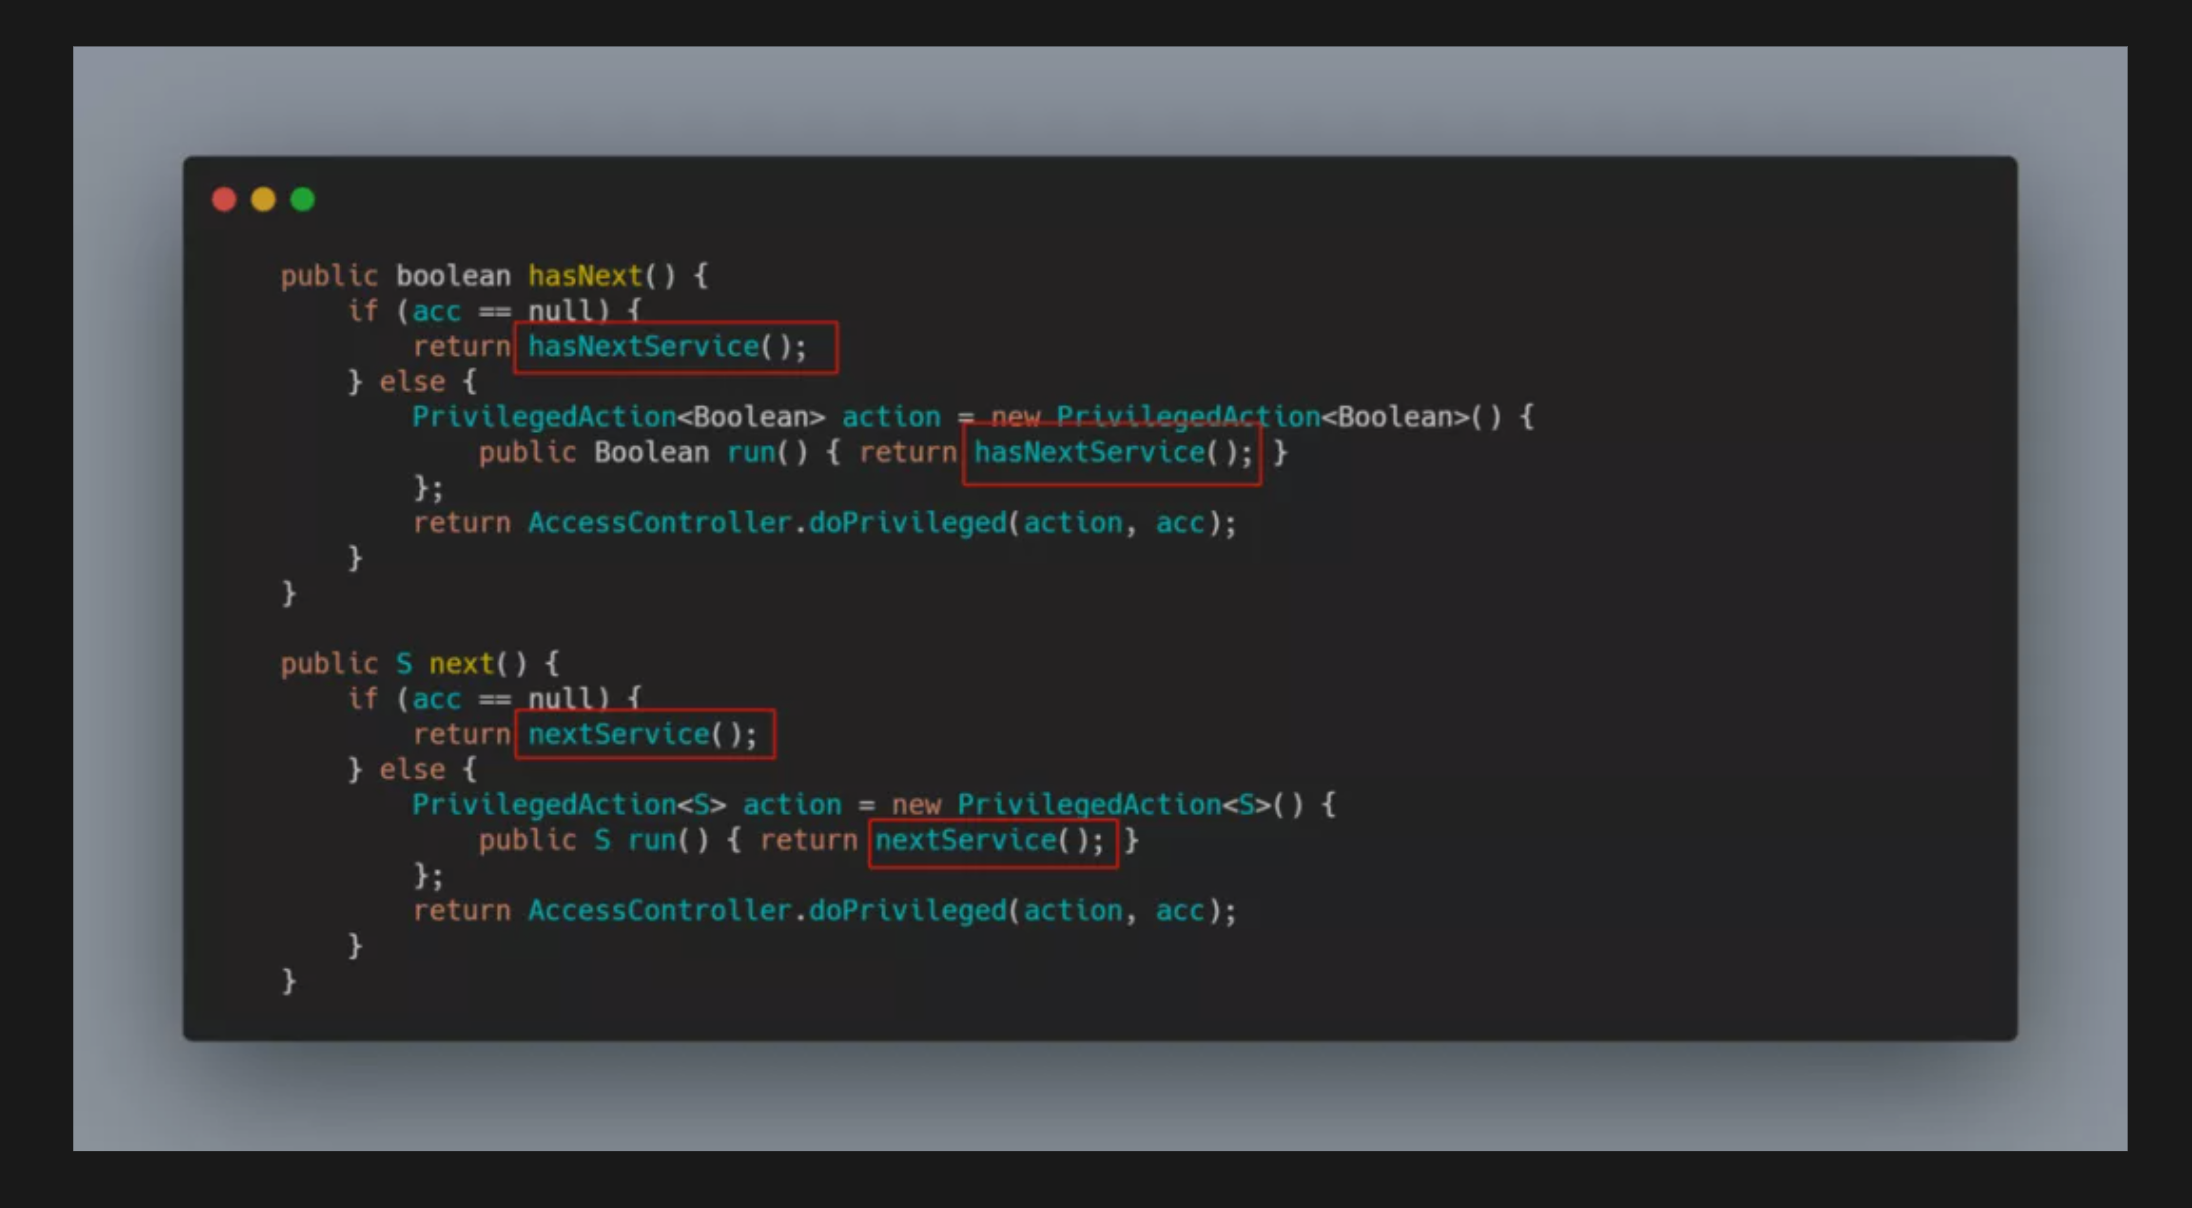 public boolean hasNext() {
if (acc == null) {
return hasNextService();
} else {
PrivilegedAction<Boolean> action = new PrivilegedAction<Boolean>() {
public Boolean run() { return hasNextService(); }
};
return AccessController.doPrivileged(action, acc);
}
}
public S next() {
if (acc == null) {
return nextService();
} else {
PrivilegedAction<S> action = new PrivilegedAction<S>() {
public S run() { return nextService(); }
};
return AccessController.doPrivileged(action, acc);
}
}